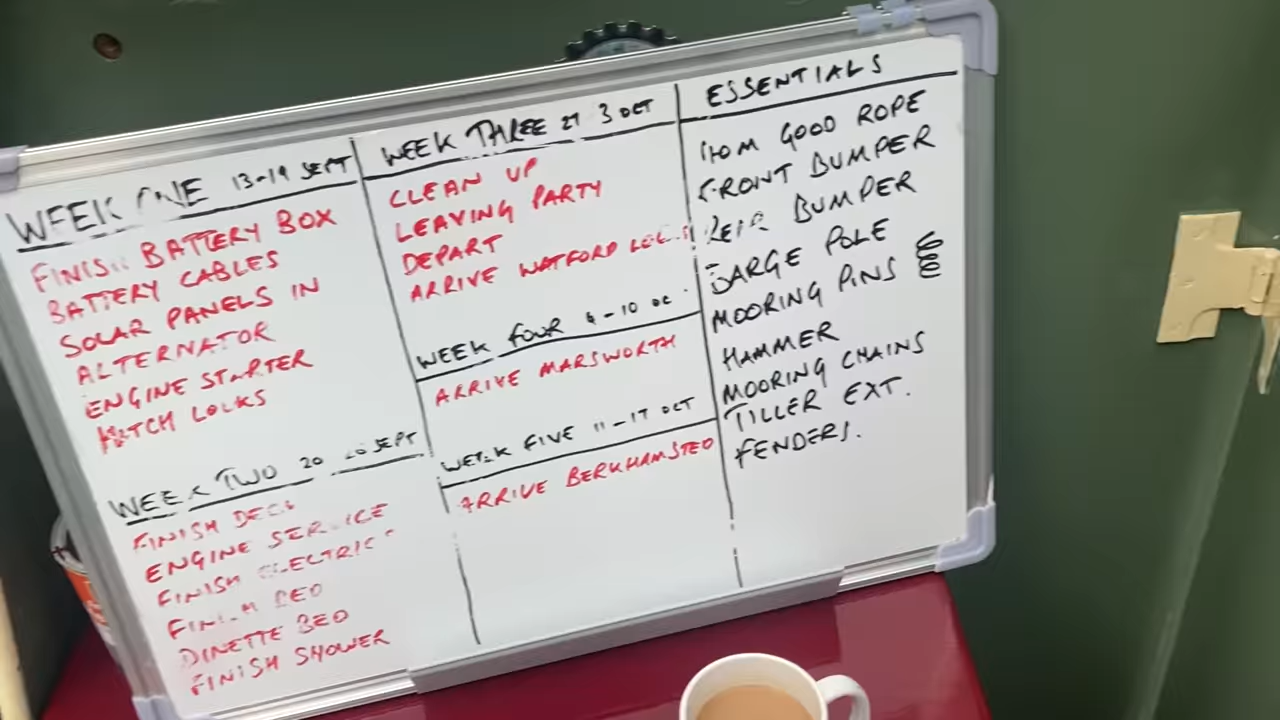 WEEK ONE 13-19 SEPT
FINISH BATTERY BOX
BATTERY CABLES
SOLAR PANELS IN
ALTERNATOR
ENGINE STARTER
HATCH LOCKS
WEEK TWO 20 SEPT
FINISH DECK
ENGINE SERVICE
FINISH ELECTRICS
FINISH BED
DINETTE BED
FINISH SHOWER
WEEK THREE 27 3 OCT
CLEAN UP
LEAVING PARTY
DEPART
ARRIVE WATFORD
WEEK FOUR 4-10 OC
ARRIVE MARSWORTH
WEEK FIVE 11-17 OCT
ARRIVE BERKHAMSTED
ESSENTIALS
GOOD ROPE
FRONT BUMPER
REAR BUMPER
BARGE POLE
MOORING PINS
HAMMER
MOORING CHAINS
TILLER EXT.
FENDERS.